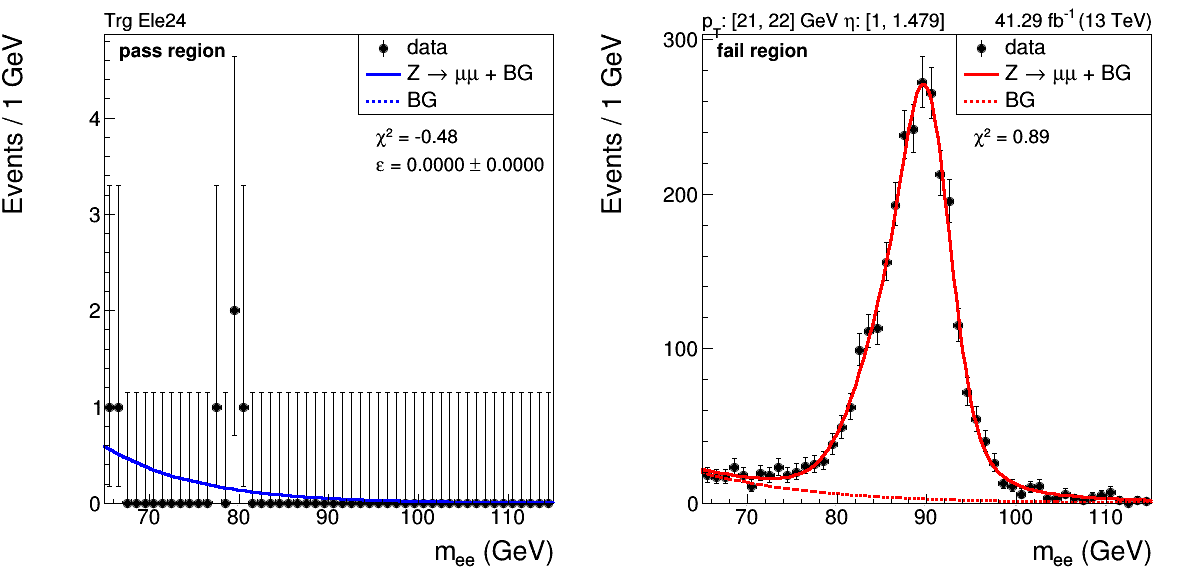 Trg Ele24
pass region
data
Z → μμ + BG
BG
χ² = -0.48
ε = 0.0000 ± 0.0000
Events / 1 GeV
0
1
2
3
4
70
80
90
100
110
m_ee (GeV)
p_T: [21, 22] GeV η: [1, 1.479]
41.29 fb⁻¹ (13 TeV)
fail region
data
Z → μμ + BG
BG
χ² = 0.89
Events / 1 GeV
0
100
200
300
70
80
90
100
110
m_ee (GeV)